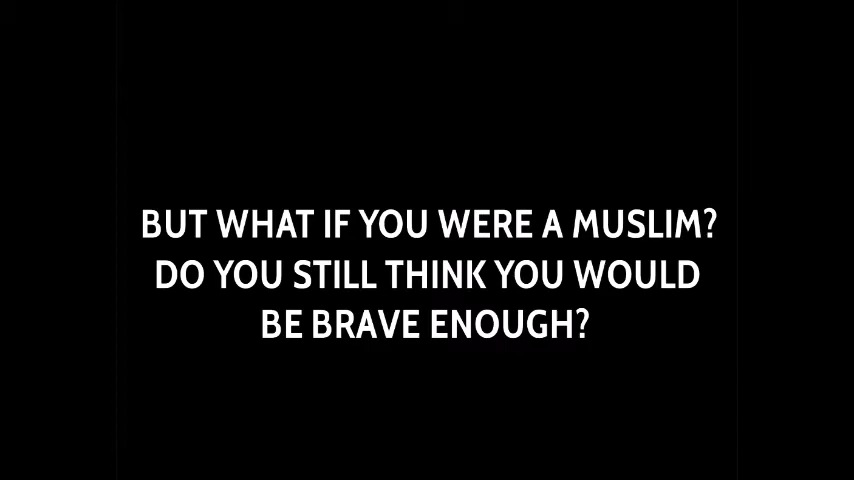 BUT WHAT IF YOU WERE A MUSLIM?
DO YOU STILL THINK YOU WOULD
BE BRAVE ENOUGH?